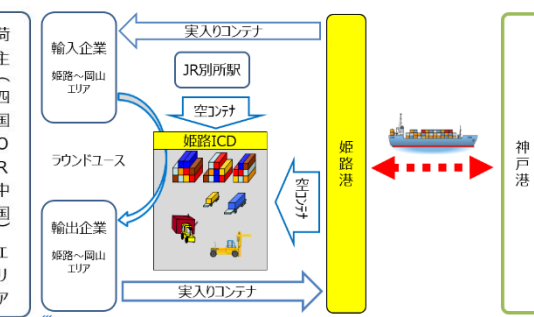 荷主（四国OR中国）エリア
輸入企業
姫路～岡山
エリア
ラウンドユース
輸出企業
姫路～岡山
エリア
実入りコンテナ
JR別所駅
空コンテナ
姫路ICD
空コンテナ
実入りコンテナ
姫路港
神戸港